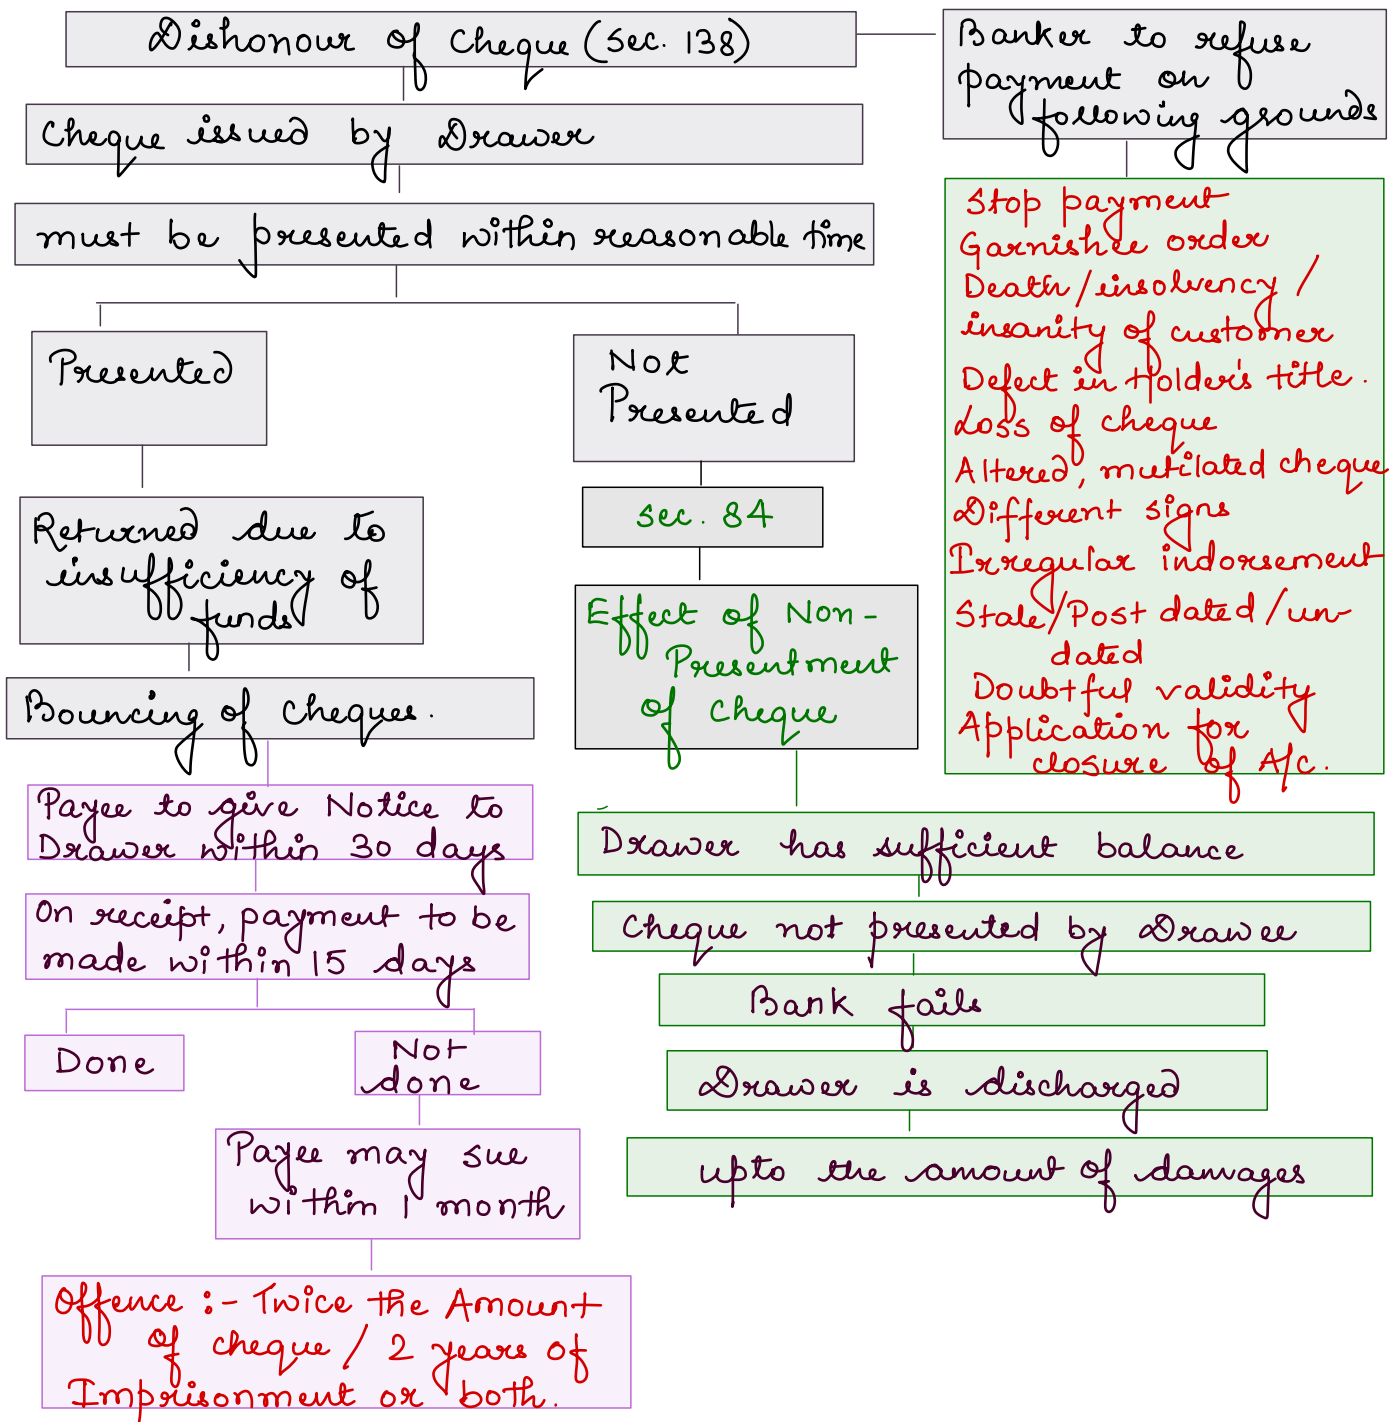 Dishonour of Cheque (Sec. 138)
Cheque issued by Drawer
must be presented within reasonable time
Presented
Returned due to
insufficiency of
funds
Bouncing of Cheques.
Payee to give Notice to
Drawer within 30 days
On receipt, payment to be
made within 15 days
Done
Not
done
Payee may sue
within 1 month
Offence :- Twice the Amount
of cheque / 2 years of
Imprisonment or both.
Not
Presented
Sec. 84
Effect of Non-
Presentment
of Cheque
Drawer has sufficient balance
Cheque not presented by Drawee
Bank fails
Drawer is discharged
upto the amount of damages
Banker to refuse
payment on
following grounds
Stop payment
Garnishee order
Death/insolvency/
insanity of customer
Defect in Holder's title.
Loss of cheque
Altered, mutilated cheque
Different signs
Irregular indorsement
Stale/Post dated/un-
dated
Doubtful validity
Application for
closure of A/c.